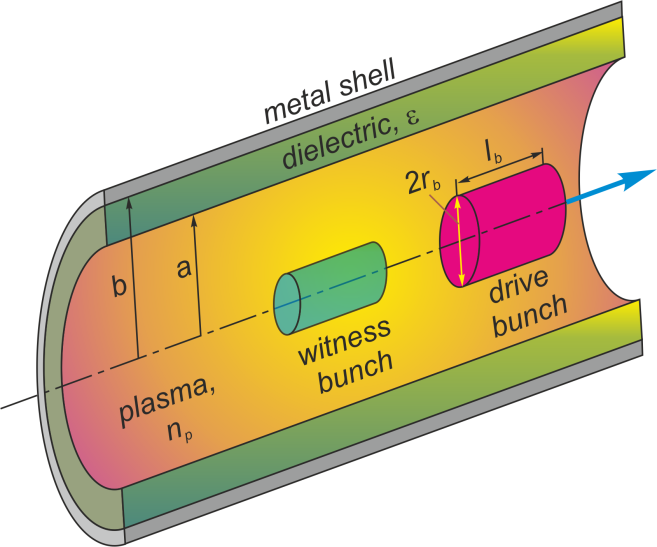 metal shell
dielectric, ε
l_b
2r_b
b
a
drive
bunch
witness
bunch
plasma,
n_p